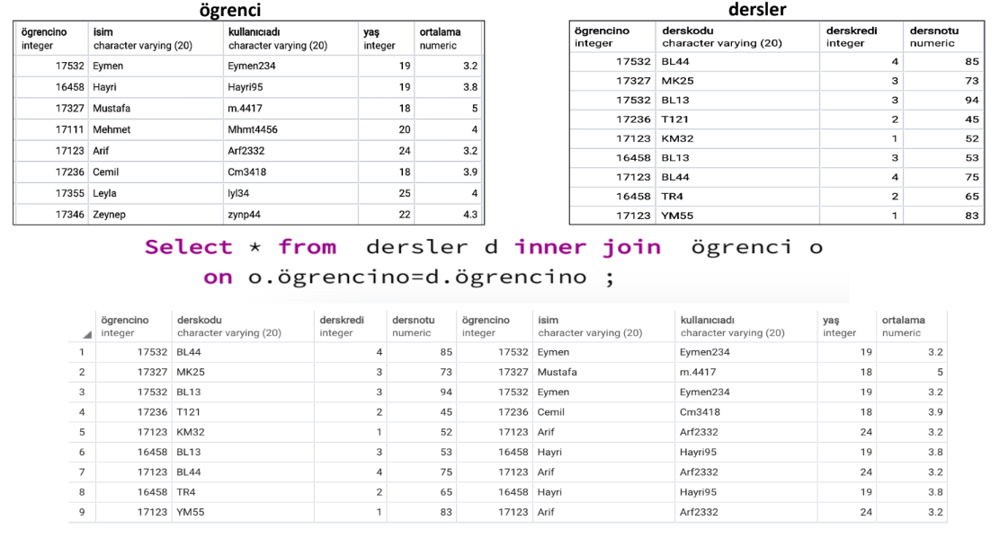 ögrenci
ögrencino isim kullanıcıadı yaş ortalama
integer character varying (20) character varying (20) integer numeric
17532 Eymen Eymen234 19 3.2
16458 Hayri Hayri95 19 3.8
17327 Mustafa m.4417 18 5
17111 Mehmet Mhmt4456 20 4
17123 Arif Arf2332 24 3.2
17236 Cemil Cm3418 18 3.9
17355 Leyla lyl34 25 4
17346 Zeynep zynp44 22 4.3
dersler
ögrencino derskodu derskredi dersnotu
integer character varying (20) integer numeric
17532 BL44 4 85
17327 MK25 3 73
17532 BL13 3 94
17236 T121 2 45
17123 KM32 1 52
16458 BL13 3 53
17123 BL44 4 75
16458 TR4 2 65
17123 YM55 1 83
Select * from dersler d inner join ögrenci o
on o.ögrencino=d.ögrencino ;
ögrencino derskodu derskredi dersnotu ögrencino isim kullanıcıadı yaş ortalama
integer character varying (20) integer numeric integer character varying (20) character varying (20) integer numeric
1 17532 BL44 4 85 17532 Eymen Eymen234 19 3.2
2 17327 MK25 3 73 17327 Mustafa m.4417 18 5
3 17532 BL13 3 94 17532 Eymen Eymen234 19 3.2
4 17236 T121 2 45 17236 Cemil Cm3418 18 3.9
5 17123 KM32 1 52 17123 Arif Arf2332 24 3.2
6 16458 BL13 3 53 16458 Hayri Hayri95 19 3.8
7 17123 BL44 4 75 17123 Arif Arf2332 24 3.2
8 16458 TR4 2 65 16458 Hayri Hayri95 19 3.8
9 17123 YM55 1 83 17123 Arif Arf2332 24 3.2